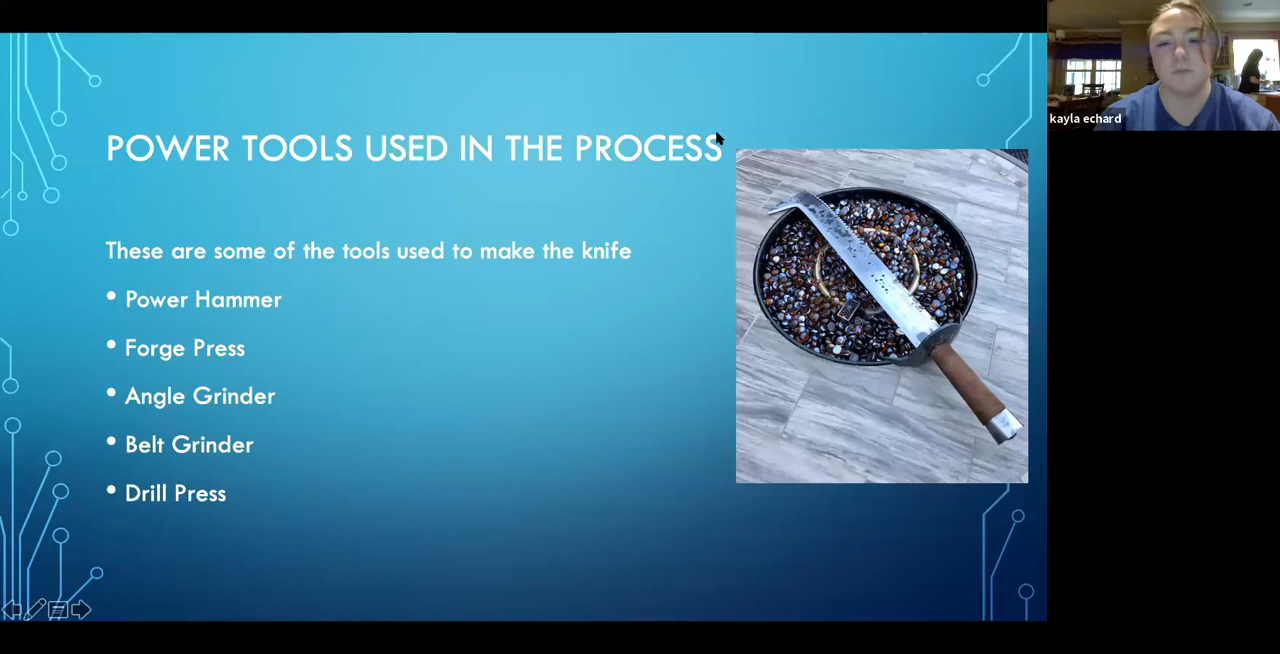 POWER TOOLS USED IN THE PROCESS
These are some of the tools used to make the knife
• Power Hammer
• Forge Press
• Angle Grinder
• Belt Grinder
• Drill Press
kayla echard